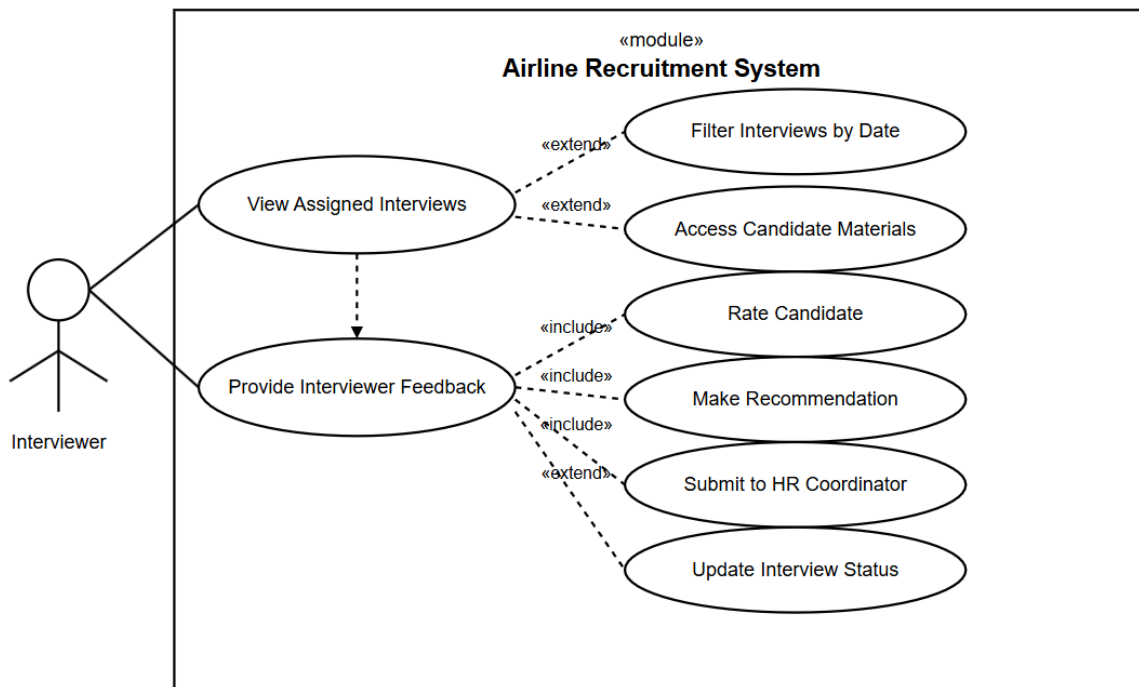 «module»
Airline Recruitment System
Filter Interviews by Date
«extend»
View Assigned Interviews
«extend»
Access Candidate Materials
Rate Candidate
«include»
Provide Interviewer Feedback
«include»
Make Recommendation
«include»
Interviewer
«extend»
Submit to HR Coordinator
Update Interview Status